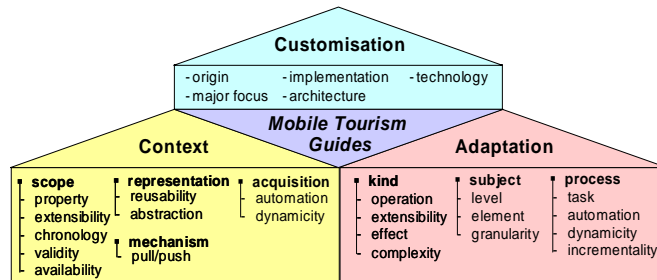 Customisation
- origin - implementation - technology
- major focus - architecture
Mobile Tourism
Guides
Context
scope
property
extensibility
chronology
validity
availability
representation
reusability
abstraction
mechanism
pull/push
acquisition
automation
dynamicity
Adaptation
kind
operation
extensibility
effect
complexity
subject
level
element
granularity
process
task
automation
dynamicity
incrementality